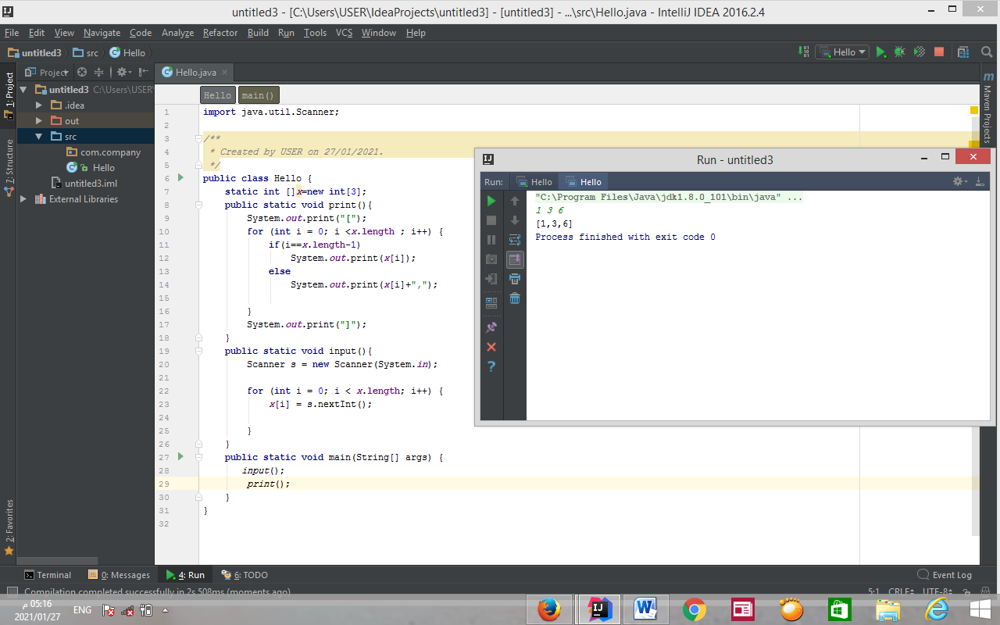 untitled3 - [C:\Users\USER\IdeaProjects\untitled3] - [untitled3] - ...\src\Hello.java - IntelliJ IDEA 2016.2.4
File Edit View Navigate Code Analyze Refactor Build Run Tools VCS Window Help
untitled3 src Hello
Hello
Project
Hello.java
1: Project
7: Structure
2: Favorites
Maven Projects
untitled3 C:\Users\USER
.idea
out
src
com.company
Hello
untitled3.iml
External Libraries
Hello main()
1 import java.util.Scanner;
2
3 /**
4 * Created by USER on 27/01/2021.
5 */
6 public class Hello {
7 static int []x=new int[3];
8 public static void print(){
9 System.out.print("[");
10 for (int i = 0; i <x.length ; i++) {
11 if(i==x.length-1)
12 System.out.print(x[i]);
13 else
14 System.out.print(x[i]+",");
15
16 }
17 System.out.print("]");
18 }
19 public static void input(){
20 Scanner s = new Scanner(System.in);
21
22 for (int i = 0; i < x.length; i++) {
23 x[i] = s.nextInt();
24
25 }
26 }
27 public static void main(String[] args) {
28 input();
29 print();
30 }
31 }
32
Run - untitled3
Run: Hello Hello
"C:\Program Files\Java\jdk1.8.0_101\bin\java" ...
1 3 6
[1,3,6]
Process finished with exit code 0
Terminal 0: Messages 4: Run 6: TODO Event Log
Compilation completed successfully in 2s 508ms (moments ago) 5:1 CRLF UTF-8
05:16 م
2021/01/27
ENG